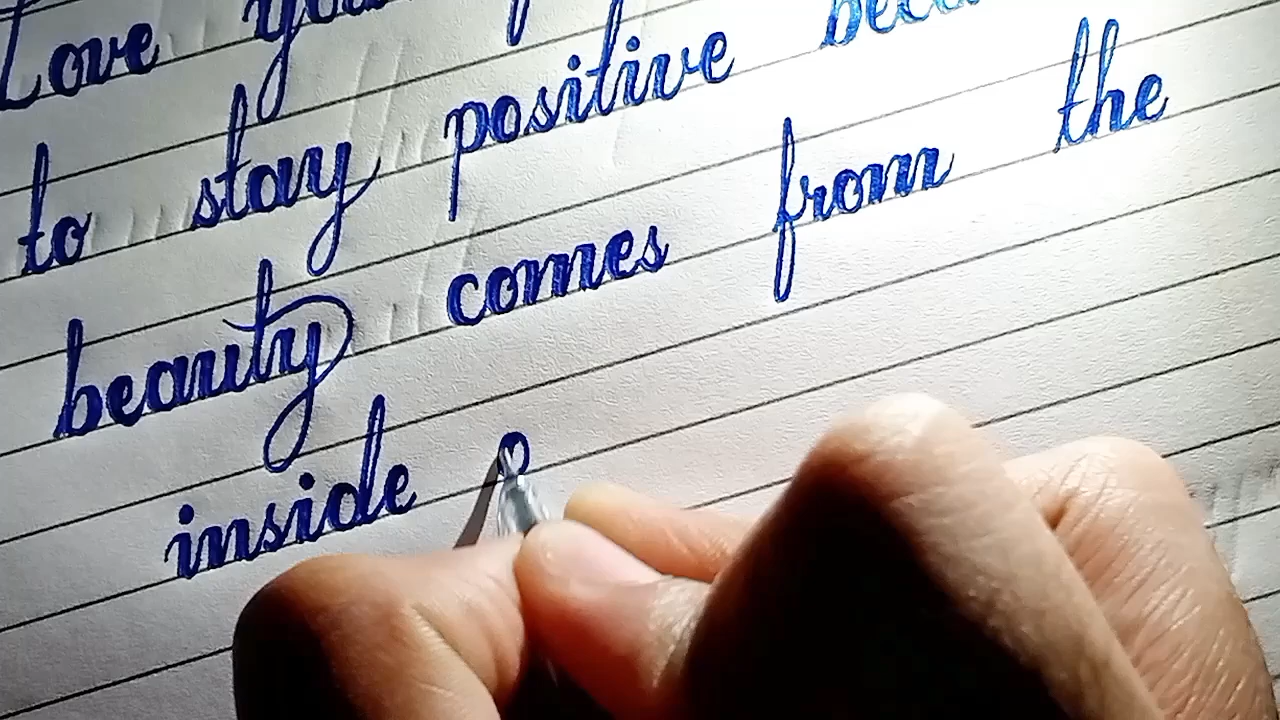 Love
to stay positive
beauty comes from the
inside o